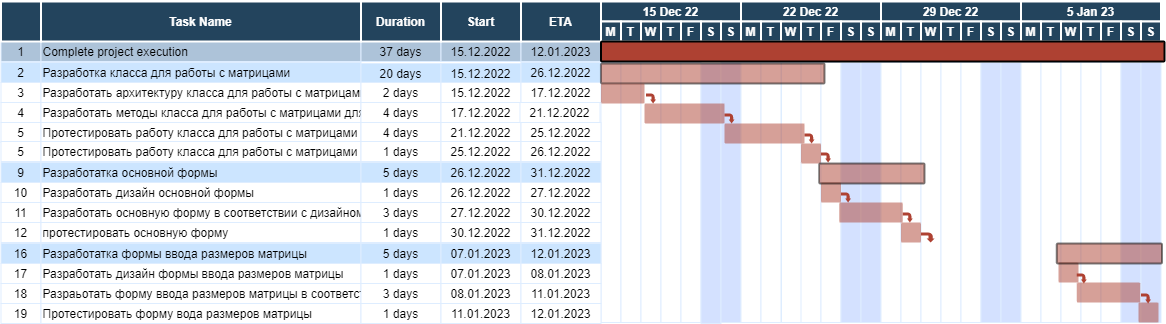 Task Name Duration Start ETA 15 Dec 22 22 Dec 22 29 Dec 22 5 Jan 23
M T W T F S S M T W T F S S M T W T F S S M T W T F S S
1 Complete project execution 37 days 15.12.2022 12.01.2023
2 Разработка класса для работы с матрицами 20 days 15.12.2022 26.12.2022
3 Разработать архитектуру класса для работы с матрицам 2 days 15.12.2022 17.12.2022
4 Разработать методы класса для работы с матрицами для 4 days 17.12.2022 21.12.2022
5 Протестировать работу класса для работы с матрицами 4 days 21.12.2022 25.12.2022
5 Протестировать работу класса для работы с матрицами 1 days 25.12.2022 26.12.2022
9 Разработатка основной формы 5 days 26.12.2022 31.12.2022
10 Разработать дизайн основной формы 1 days 26.12.2022 27.12.2022
11 Разработать основную форму в соответствии с дизайном 3 days 27.12.2022 30.12.2022
12 протестировать основную форму 1 days 30.12.2022 31.12.2022
16 Разработатка формы ввода размеров матрицы 5 days 07.01.2023 12.01.2023
17 Разработать дизайн формы ввода размеров матрицы 1 days 07.01.2023 08.01.2023
18 Разраьотать форму ввода размеров матрицы в соответс 3 days 08.01.2023 11.01.2023
19 Протестировать форму вода размеров матрицы 1 days 11.01.2023 12.01.2023